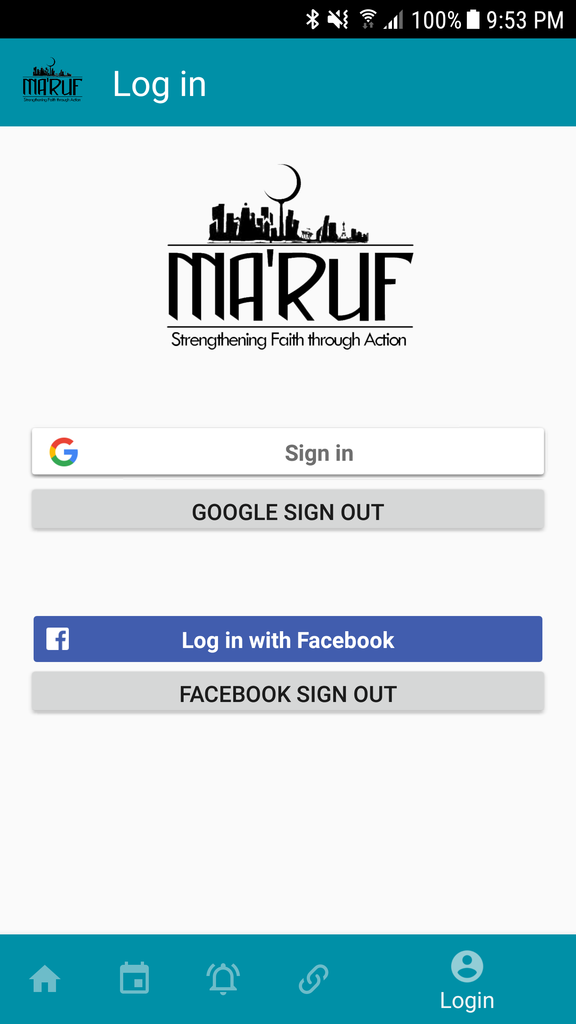 100% 9:53 PM
MA'RUF
Strengthening Faith through Action
Log in
MA'RUF
Strengthening Faith through Action
Sign in
GOOGLE SIGN OUT
Log in with Facebook
FACEBOOK SIGN OUT
Login